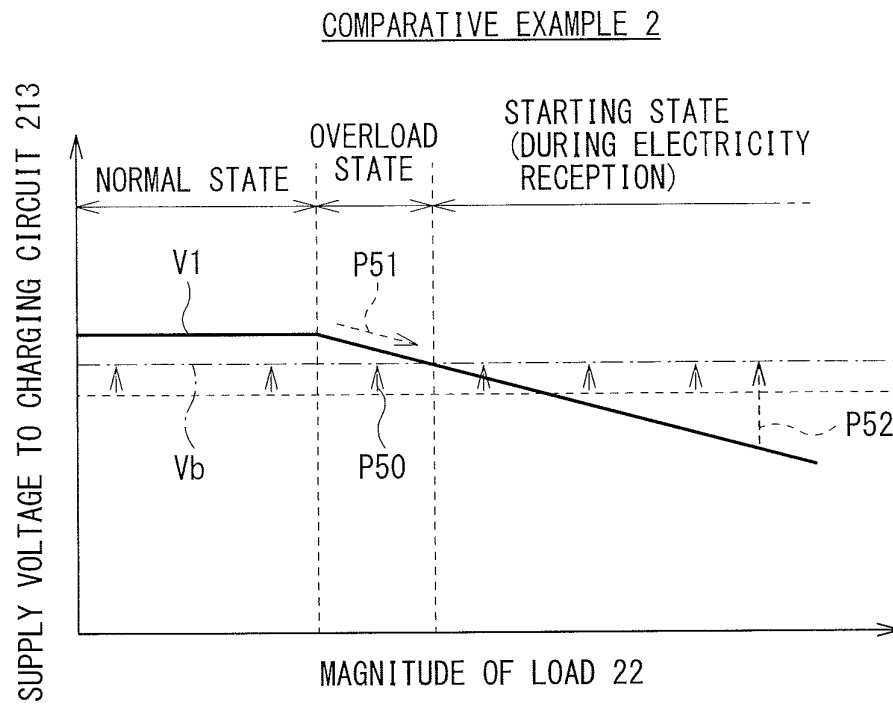 COMPARATIVE EXAMPLE 2
SUPPLY VOLTAGE TO CHARGING CIRCUIT 213
NORMAL STATE
OVERLOAD
STATE
STARTING STATE
(DURING ELECTRICITY
RECEPTION)
V1
P51
Vb
P50
P52
MAGNITUDE OF LOAD 22